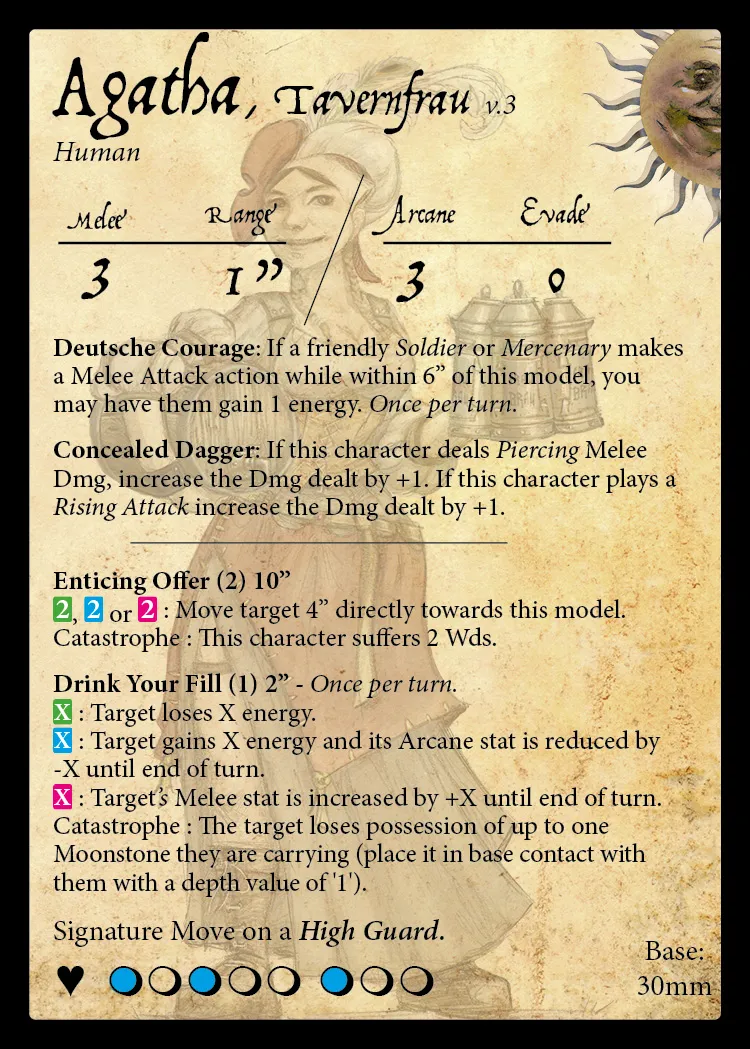 Agatha, Tavernfrau v.3
Human
Melee Range Arcane Evade
3 1” 3 0
Deutsche Courage: If a friendly Soldier or Mercenary makes
a Melee Attack action while within 6” of this model, you
may have them gain 1 energy. Once per turn.
Concealed Dagger: If this character deals Piercing Melee
Dmg, increase the Dmg dealt by +1. If this character plays a
Rising Attack increase the Dmg dealt by +1.
Enticing Offer (2) 10”
2, 2 or 2 : Move target 4” directly towards this model.
Catastrophe : This character suffers 2 Wds.
Drink Your Fill (1) 2” - Once per turn.
X : Target loses X energy.
X : Target gains X energy and its Arcane stat is reduced by
-X until end of turn.
X : Target’s Melee stat is increased by +X until end of turn.
Catastrophe : The target loses possession of up to one
Moonstone they are carrying (place it in base contact with
them with a depth value of '1').
Signature Move on a High Guard.
Base:
30mm